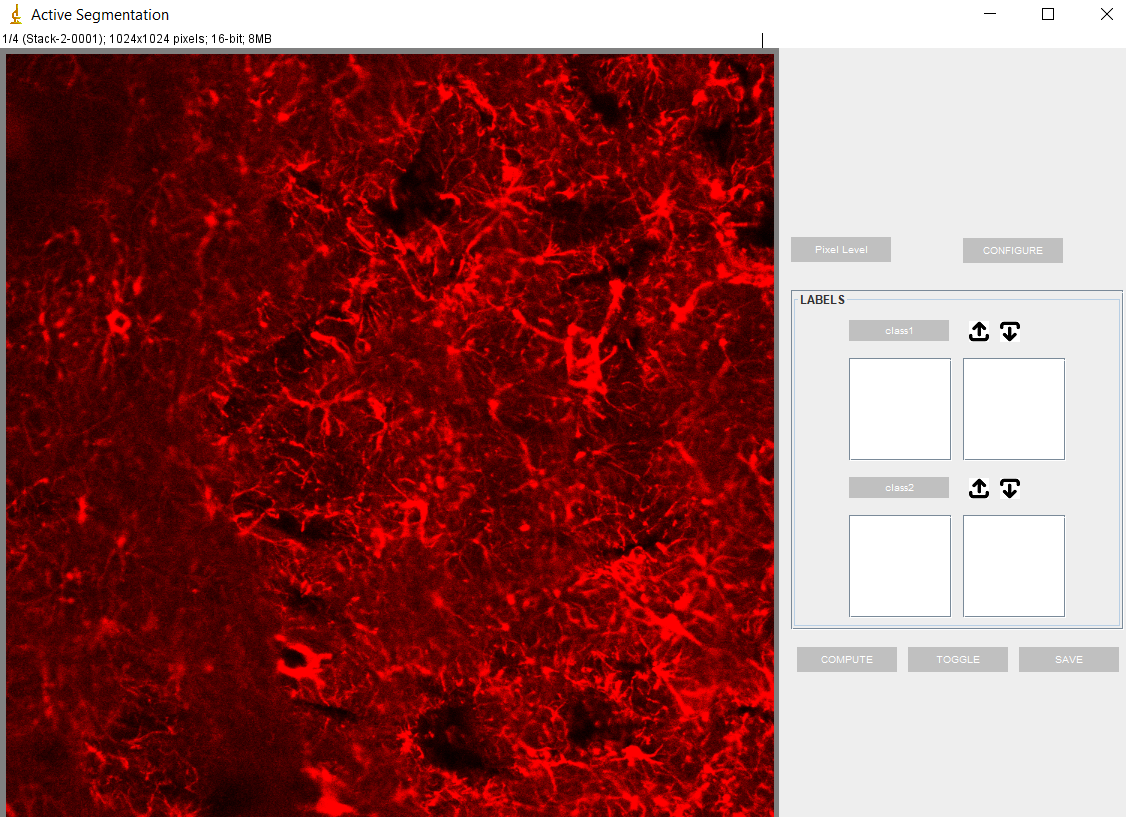 Active Segmentation
1/4 (Stack-2-0001); 1024x1024 pixels; 16-bit; 8MB
Pixel Level
CONFIGURE
LABELS
class1
class2
COMPUTE
TOGGLE
SAVE